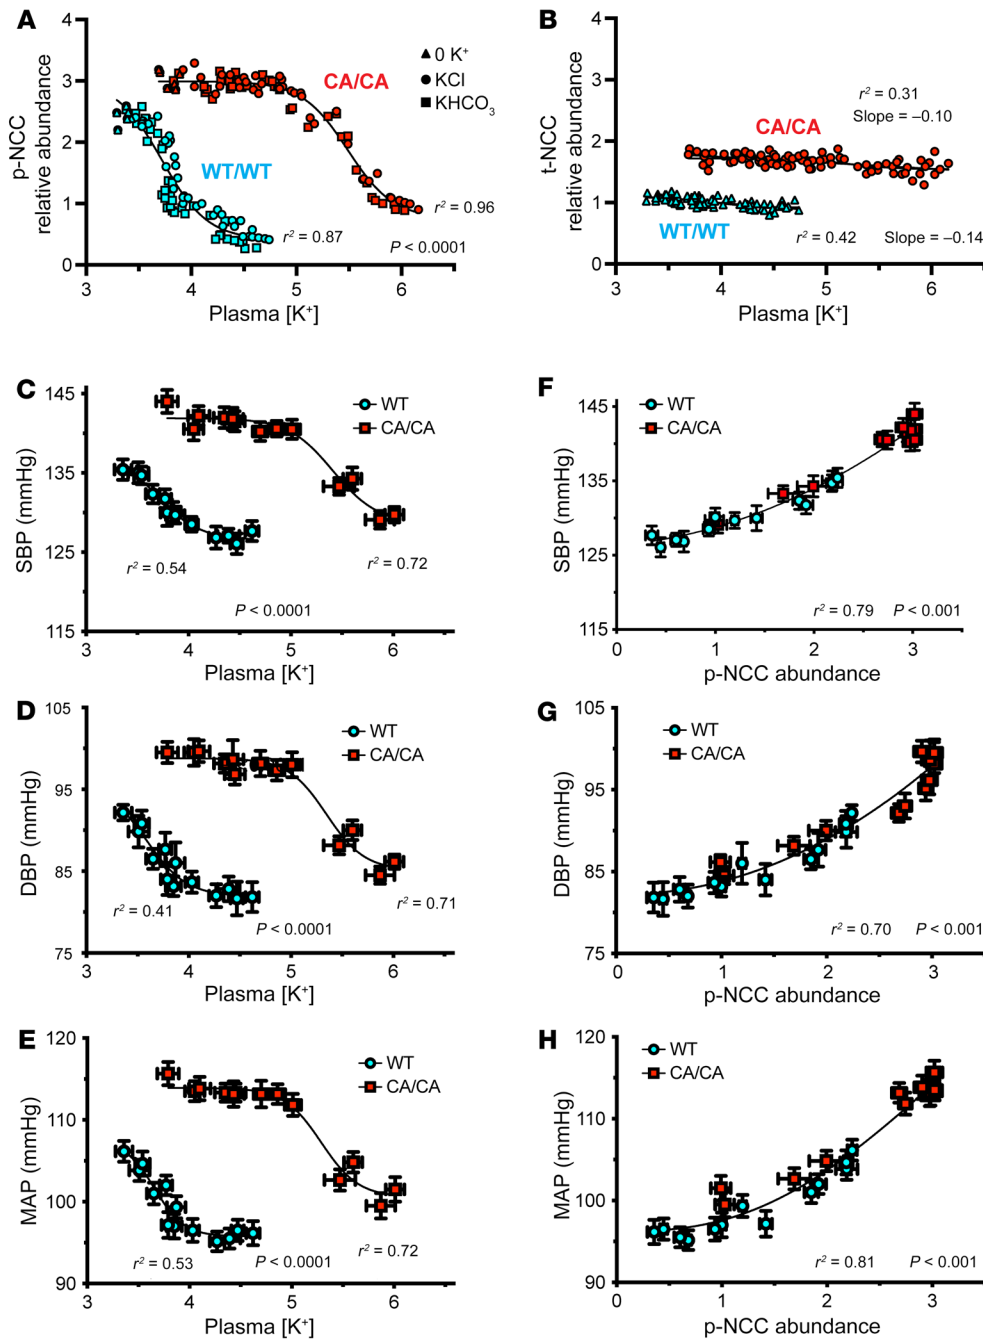 A
p-NCC
relative abundance
4
3
2
1
0
3
4
5
6
Plasma [K⁺]
0 K⁺
KCl
KHCO₃
CA/CA
WT/WT
r² = 0.87
r² = 0.96
P < 0.0001
B
t-NCC
relative abundance
4
3
2
1
0
3
4
5
6
Plasma [K⁺]
r² = 0.31
Slope = –0.10
CA/CA
WT/WT
r² = 0.42
Slope = –0.14
C
SBP (mmHg)
145
135
125
115
3
4
5
6
Plasma [K⁺]
WT
CA/CA
r² = 0.54
r² = 0.72
P < 0.0001
F
SBP (mmHg)
145
135
125
115
0
1
2
3
p-NCC abundance
WT
CA/CA
r² = 0.79
P < 0.001
D
DBP (mmHg)
105
95
85
75
3
4
5
6
Plasma [K⁺]
WT
CA/CA
r² = 0.41
r² = 0.71
P < 0.0001
G
DBP (mmHg)
105
95
85
75
0
1
2
3
p-NCC abundance
WT
CA/CA
r² = 0.70
P < 0.001
E
MAP (mmHg)
120
110
100
90
3
4
5
6
Plasma [K⁺]
WT
CA/CA
r² = 0.53
P < 0.0001
r² = 0.72
H
MAP (mmHg)
120
110
100
90
0
1
2
3
p-NCC abundance
WT
CA/CA
r² = 0.81
P < 0.001